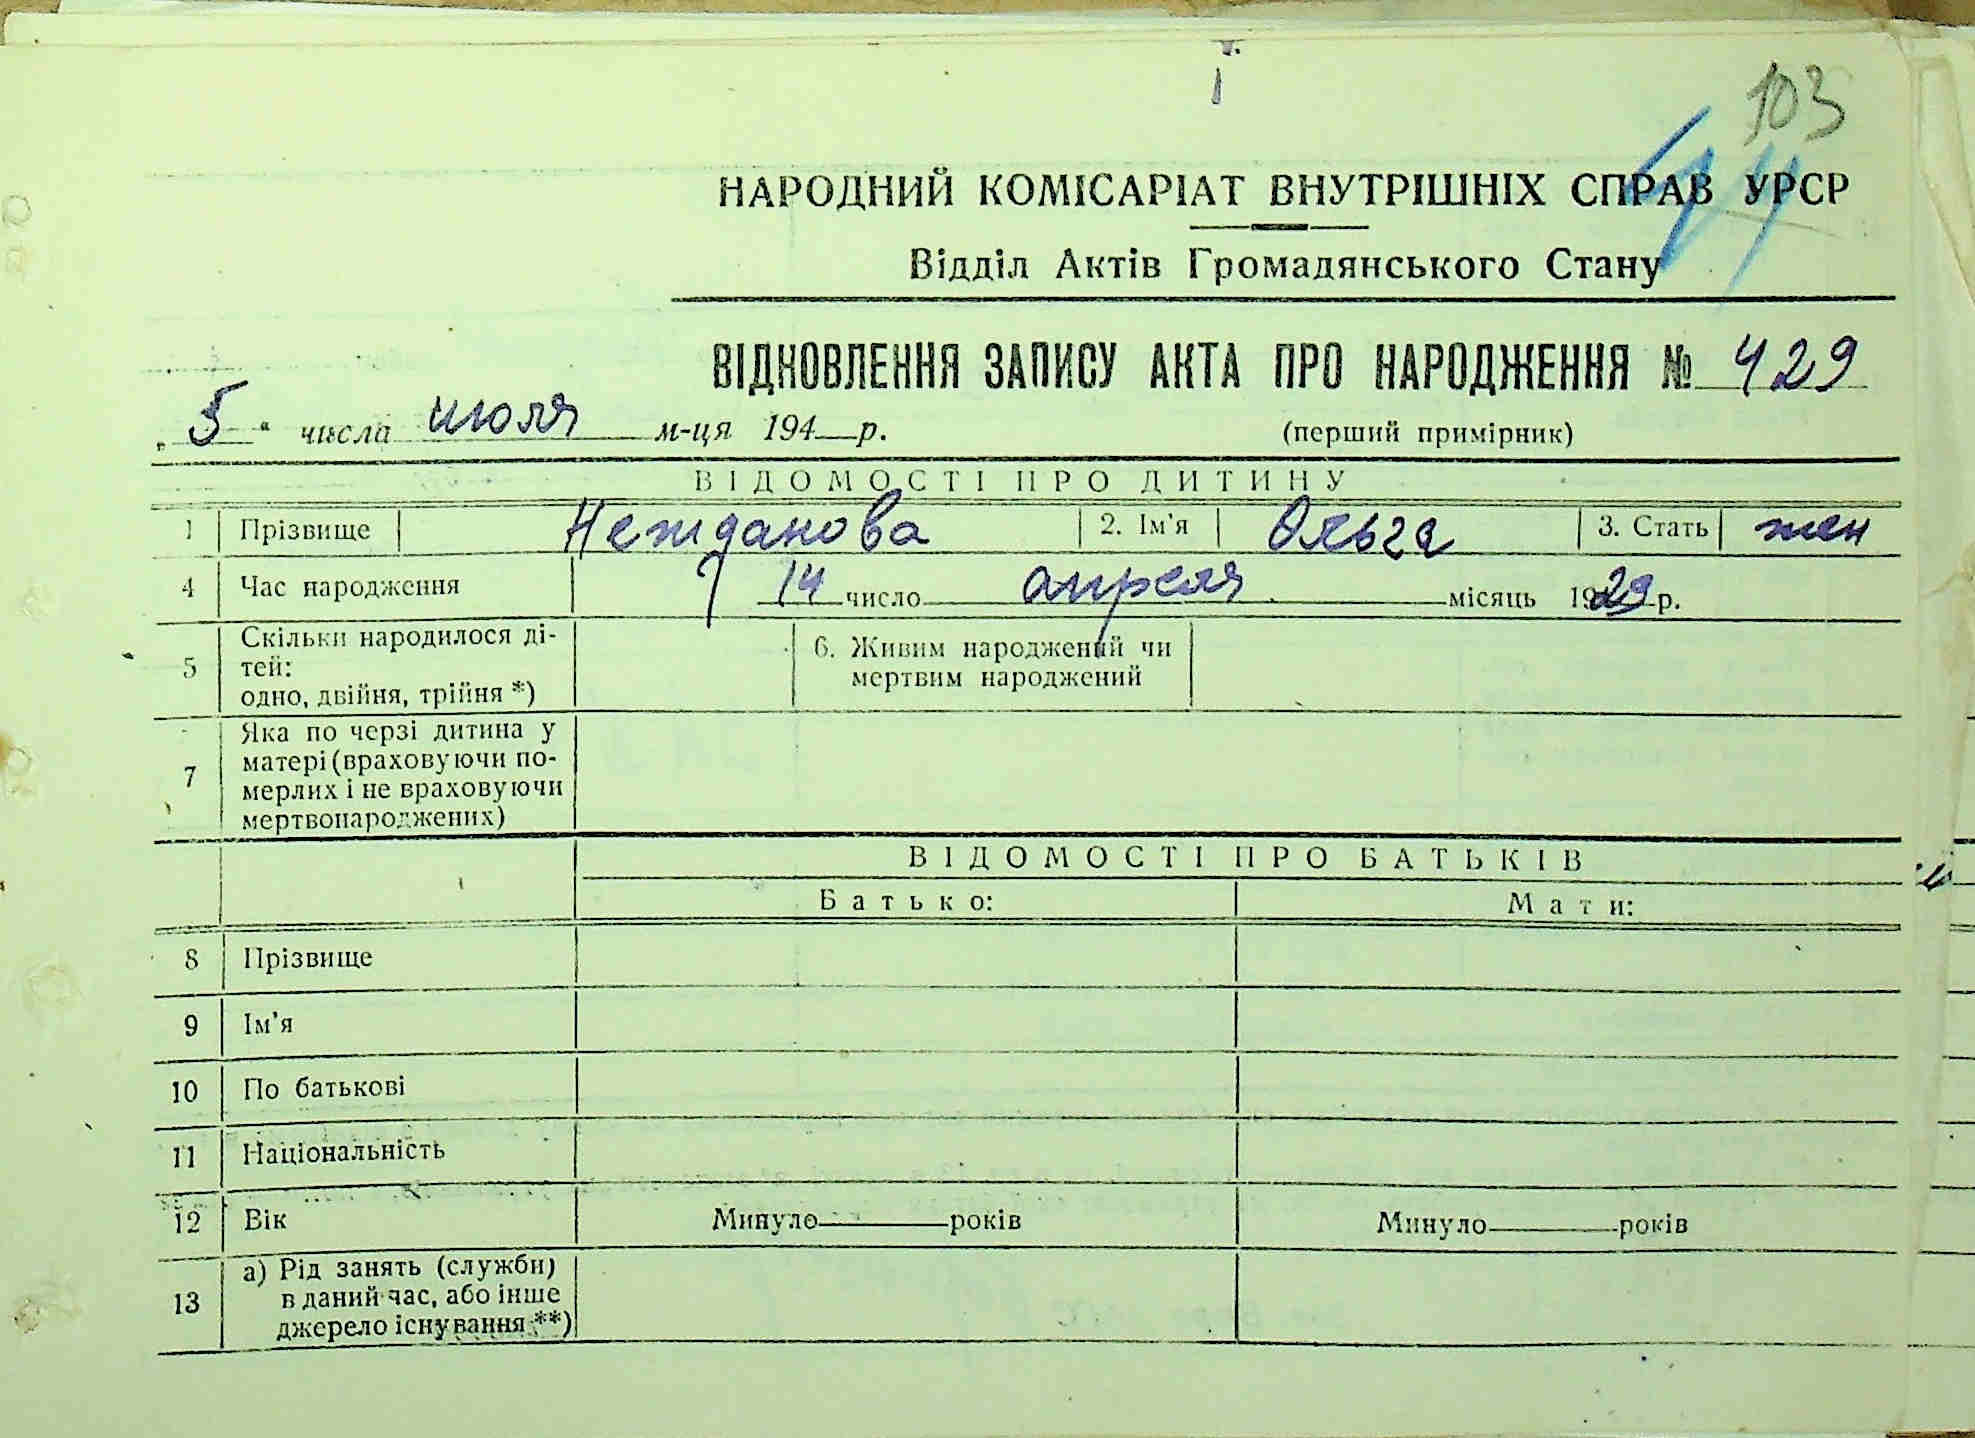 103
НАРОДНИЙ КОМІСАРІАТ ВНУТРІШНІХ СПРАВ УРСР
Відділ Актів Громадянського Стану
ВІДНОВЛЕННЯ ЗАПИСУ АКТА ПРО НАРОДЖЕННЯ № 429
„5“ числа июля м-ця 194 р. (перший примірник)
ВІДОМОСТІ ПРО ДИТИНУ
1 Прізвище Нежданова 2. Ім'я Ольга 3. Стать жен
4 Час народження 14 число апреля місяць 1929 р.
5 Скільки народилося ді-
тей:
одно, двійня, трійня *)
6. Живим народжений чи
мертвим народжений
7 Яка по черзі дитина у
матері (враховуючи по-
мерлих і не враховуючи
мертвонароджених)
ВІДОМОСТІ ПРО БАТЬКІВ
Батько: Мати:
8 Прізвище
9 Ім'я
10 По батькові
11 Національність
12 Вік Минуло років Минуло років
13 а) Рід занять (служби)
в даний час, або інше
джерело існування **)